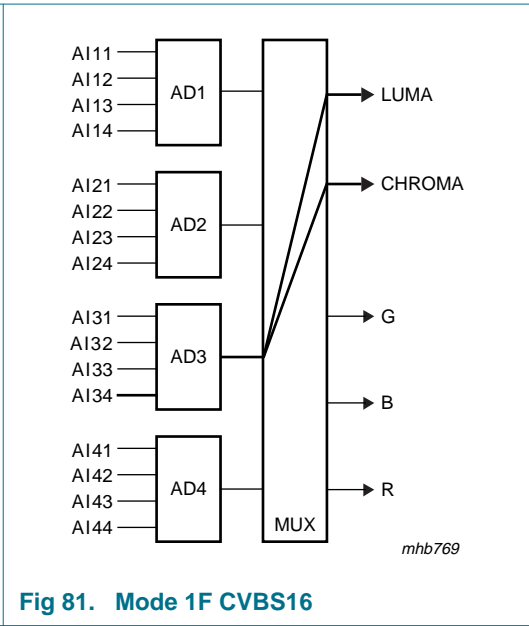 AI11
AI12
AI13
AI14
AD1
LUMA
CHROMA
AI21
AI22
AI23
AI24
AD2
AI31
AI32
AI33
AI34
AD3
G
B
AI41
AI42
AI43
AI44
AD4
R
MUX
mhb769
Fig 81. Mode 1F CVBS16